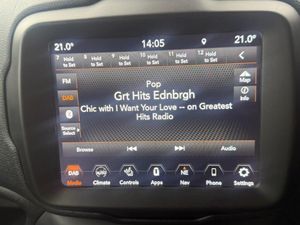 21.0° 14:05 21.0°
7 Hold to Set 8 Hold to Set 9 Hold to Set 10 Hold to Set 11 Hold to Set 12 Hold to Set
FM
Map
Pop
DAB
Grt Hits Ednbrgh
Info
Chic with I Want Your Love -- on Greatest
Hits Radio
Source
Select
Browse Audio
DAB NE
Media Climate Controls Apps Nav Phone Settings